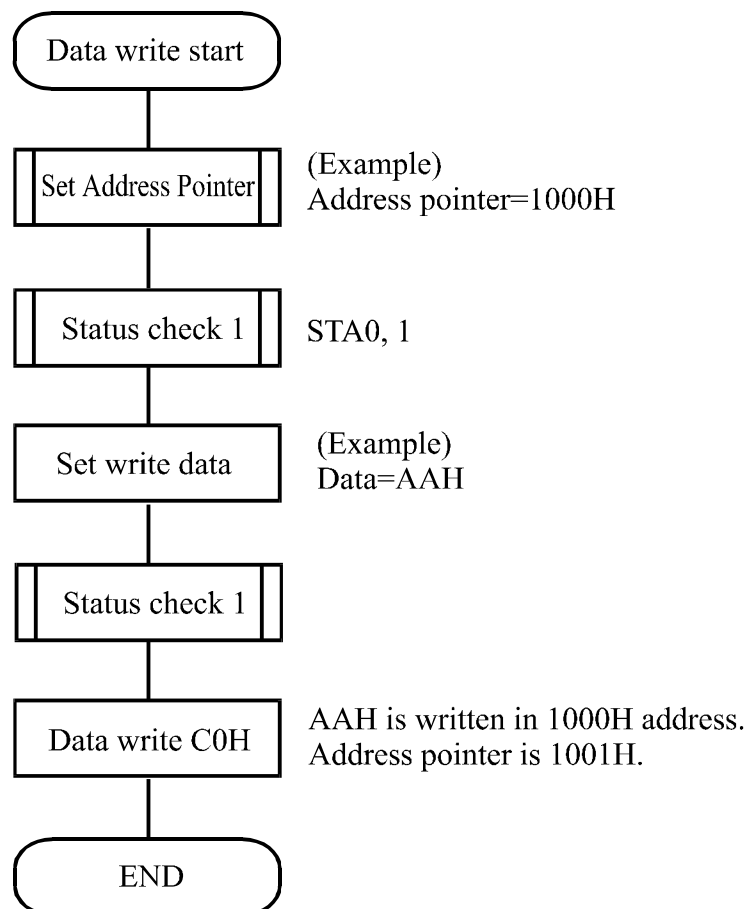 Data write start
Set Address Pointer
(Example)
Address pointer=1000H
Status check 1
STA0, 1
Set write data
(Example)
Data=AAH
Status check 1
Data write C0H
AAH is written in 1000H address.
Address pointer is 1001H.
END